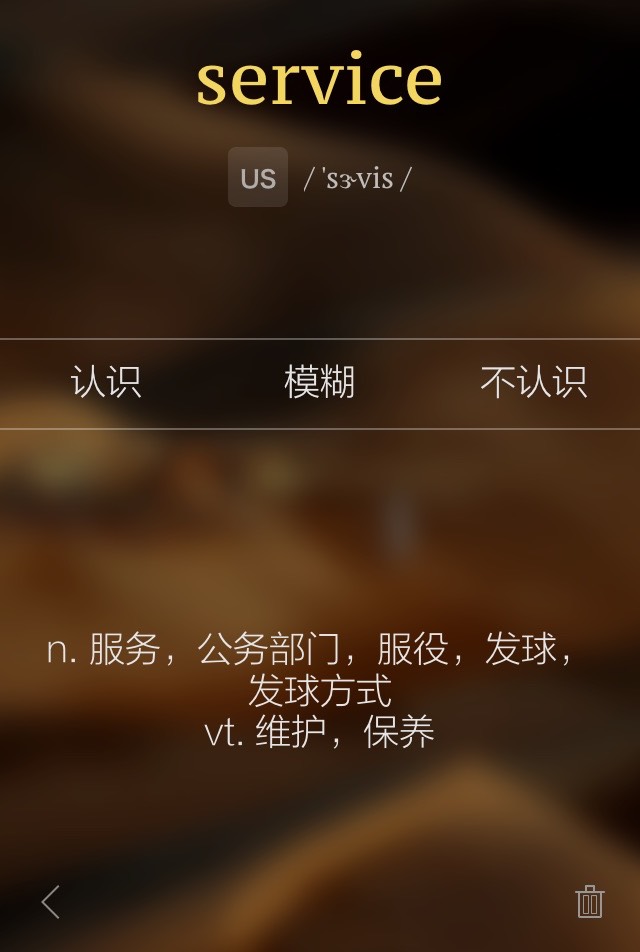 service
US / 'sɝvis /
认识 模糊 不认识
n. 服务，公务部门，服役，发球，
发球方式
vt. 维护，保养